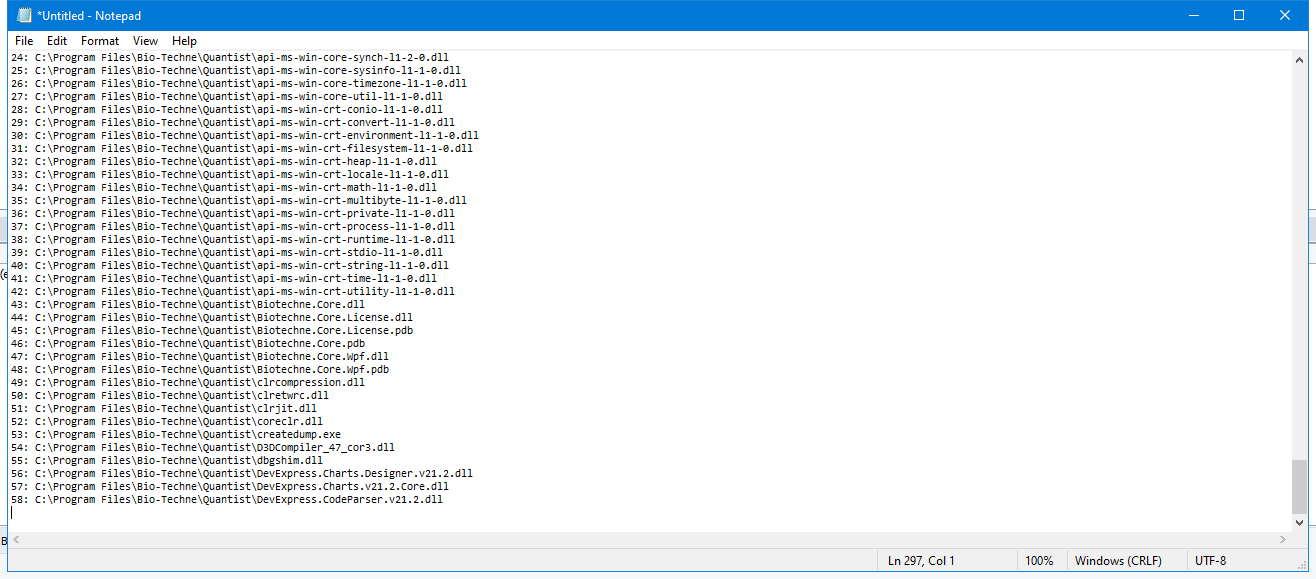 *Untitled - Notepad
File Edit Format View Help
24: C:\Program Files\Bio-Techne\Quantist\api-ms-win-core-synch-l1-2-0.dll
25: C:\Program Files\Bio-Techne\Quantist\api-ms-win-core-sysinfo-l1-1-0.dll
26: C:\Program Files\Bio-Techne\Quantist\api-ms-win-core-timezone-l1-1-0.dll
27: C:\Program Files\Bio-Techne\Quantist\api-ms-win-core-util-l1-1-0.dll
28: C:\Program Files\Bio-Techne\Quantist\api-ms-win-crt-conio-l1-1-0.dll
29: C:\Program Files\Bio-Techne\Quantist\api-ms-win-crt-convert-l1-1-0.dll
30: C:\Program Files\Bio-Techne\Quantist\api-ms-win-crt-environment-l1-1-0.dll
31: C:\Program Files\Bio-Techne\Quantist\api-ms-win-crt-filesystem-l1-1-0.dll
32: C:\Program Files\Bio-Techne\Quantist\api-ms-win-crt-heap-l1-1-0.dll
33: C:\Program Files\Bio-Techne\Quantist\api-ms-win-crt-locale-l1-1-0.dll
34: C:\Program Files\Bio-Techne\Quantist\api-ms-win-crt-math-l1-1-0.dll
35: C:\Program Files\Bio-Techne\Quantist\api-ms-win-crt-multibyte-l1-1-0.dll
36: C:\Program Files\Bio-Techne\Quantist\api-ms-win-crt-private-l1-1-0.dll
37: C:\Program Files\Bio-Techne\Quantist\api-ms-win-crt-process-l1-1-0.dll
38: C:\Program Files\Bio-Techne\Quantist\api-ms-win-crt-runtime-l1-1-0.dll
39: C:\Program Files\Bio-Techne\Quantist\api-ms-win-crt-stdio-l1-1-0.dll
40: C:\Program Files\Bio-Techne\Quantist\api-ms-win-crt-string-l1-1-0.dll
41: C:\Program Files\Bio-Techne\Quantist\api-ms-win-crt-time-l1-1-0.dll
42: C:\Program Files\Bio-Techne\Quantist\api-ms-win-crt-utility-l1-1-0.dll
43: C:\Program Files\Bio-Techne\Quantist\Biotechne.Core.dll
44: C:\Program Files\Bio-Techne\Quantist\Biotechne.Core.License.dll
45: C:\Program Files\Bio-Techne\Quantist\Biotechne.Core.License.pdb
46: C:\Program Files\Bio-Techne\Quantist\Biotechne.Core.pdb
47: C:\Program Files\Bio-Techne\Quantist\Biotechne.Core.Wpf.dll
48: C:\Program Files\Bio-Techne\Quantist\Biotechne.Core.Wpf.pdb
49: C:\Program Files\Bio-Techne\Quantist\clrcompression.dll
50: C:\Program Files\Bio-Techne\Quantist\clretwrc.dll
51: C:\Program Files\Bio-Techne\Quantist\clrjit.dll
52: C:\Program Files\Bio-Techne\Quantist\coreclr.dll
53: C:\Program Files\Bio-Techne\Quantist\createdump.exe
54: C:\Program Files\Bio-Techne\Quantist\D3DCompiler_47_cor3.dll
55: C:\Program Files\Bio-Techne\Quantist\dbgshim.dll
56: C:\Program Files\Bio-Techne\Quantist\DevExpress.Charts.Designer.v21.2.dll
57: C:\Program Files\Bio-Techne\Quantist\DevExpress.Charts.v21.2.Core.dll
58: C:\Program Files\Bio-Techne\Quantist\DevExpress.CodeParser.v21.2.dll
Ln 297, Col 1 100% Windows (CRLF) UTF-8